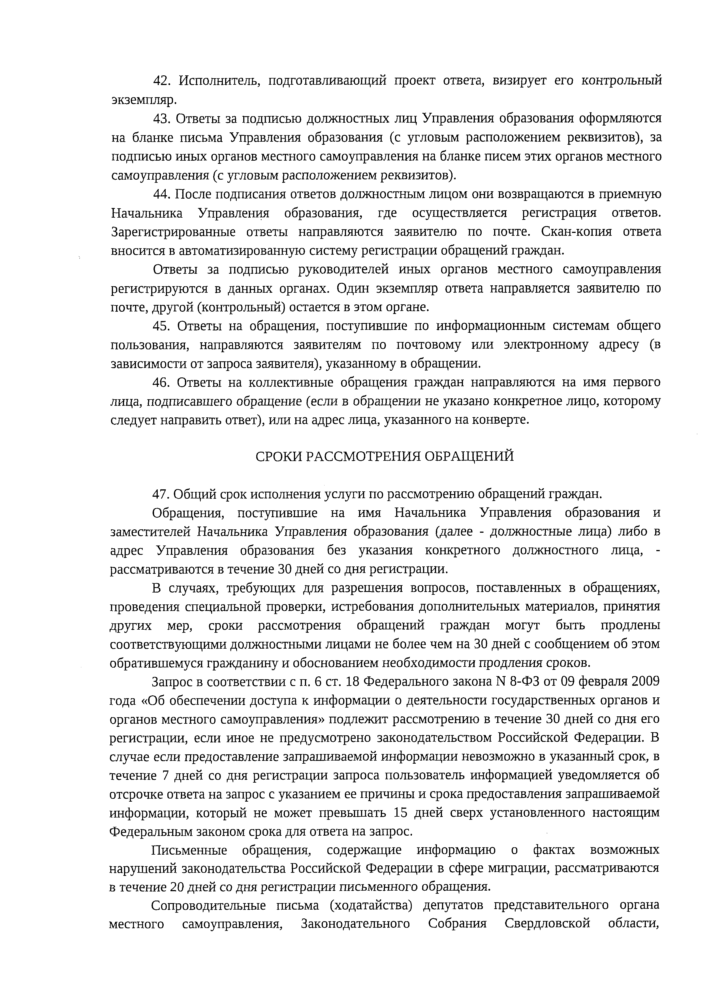 42. Исполнитель, подготавливающий проект ответа, визирует его контрольный
экземпляр.
43. Ответы за подписью должностных лиц Управления образования оформляются
на бланке письма Управления образования (с угловым расположением реквизитов), за
подписью иных органов местного самоуправления на бланке писем этих органов местного
самоуправления (с угловым расположением реквизитов).
44. После подписания ответов должностным лицом они возвращаются в приемную
Начальника Управления образования, где осуществляется регистрация ответов.
Зарегистрированные ответы направляются заявителю по почте. Скан-копия ответа
вносится в автоматизированную систему регистрации обращений граждан.
Ответы за подписью руководителей иных органов местного самоуправления
регистрируются в данных органах. Один экземпляр ответа направляется заявителю по
почте, другой (контрольный) остается в этом органе.
45. Ответы на обращения, поступившие по информационным системам общего
пользования, направляются заявителям по почтовому или электронному адресу (в
зависимости от запроса заявителя), указанному в обращении.
46. Ответы на коллективные обращения граждан направляются на имя первого
лица, подписавшего обращение (если в обращении не указано конкретное лицо, которому
следует направить ответ), или на адрес лица, указанного на конверте.
СРОКИ РАССМОТРЕНИЯ ОБРАЩЕНИЙ
47. Общий срок исполнения услуги по рассмотрению обращений граждан.
Обращения, поступившие на имя Начальника Управления образования и
заместителей Начальника Управления образования (далее - должностные лица) либо в
адрес Управления образования без указания конкретного должностного лица, -
рассматриваются в течение 30 дней со дня регистрации.
В случаях, требующих для разрешения вопросов, поставленных в обращениях,
проведения специальной проверки, истребования дополнительных материалов, принятия
других мер, сроки рассмотрения обращений граждан могут быть продлены
соответствующими должностными лицами не более чем на 30 дней с сообщением об этом
обратившемуся гражданину и обоснованием необходимости продления сроков.
Запрос в соответствии с п. 6 ст. 18 Федерального закона N 8-ФЗ от 09 февраля 2009
года «Об обеспечении доступа к информации о деятельности государственных органов и
органов местного самоуправления» подлежит рассмотрению в течение 30 дней со дня его
регистрации, если иное не предусмотрено законодательством Российской Федерации. В
случае если предоставление запрашиваемой информации невозможно в указанный срок, в
течение 7 дней со дня регистрации запроса пользователь информацией уведомляется об
отсрочке ответа на запрос с указанием ее причины и срока предоставления запрашиваемой
информации, который не может превышать 15 дней сверх установленного настоящим
Федеральным законом срока для ответа на запрос.
Письменные обращения, содержащие информацию о фактах возможных
нарушений законодательства Российской Федерации в сфере миграции, рассматриваются
в течение 20 дней со дня регистрации письменного обращения.
Сопроводительные письма (ходатайства) депутатов представительного органа
местного самоуправления, Законодательного Собрания Свердловской области,